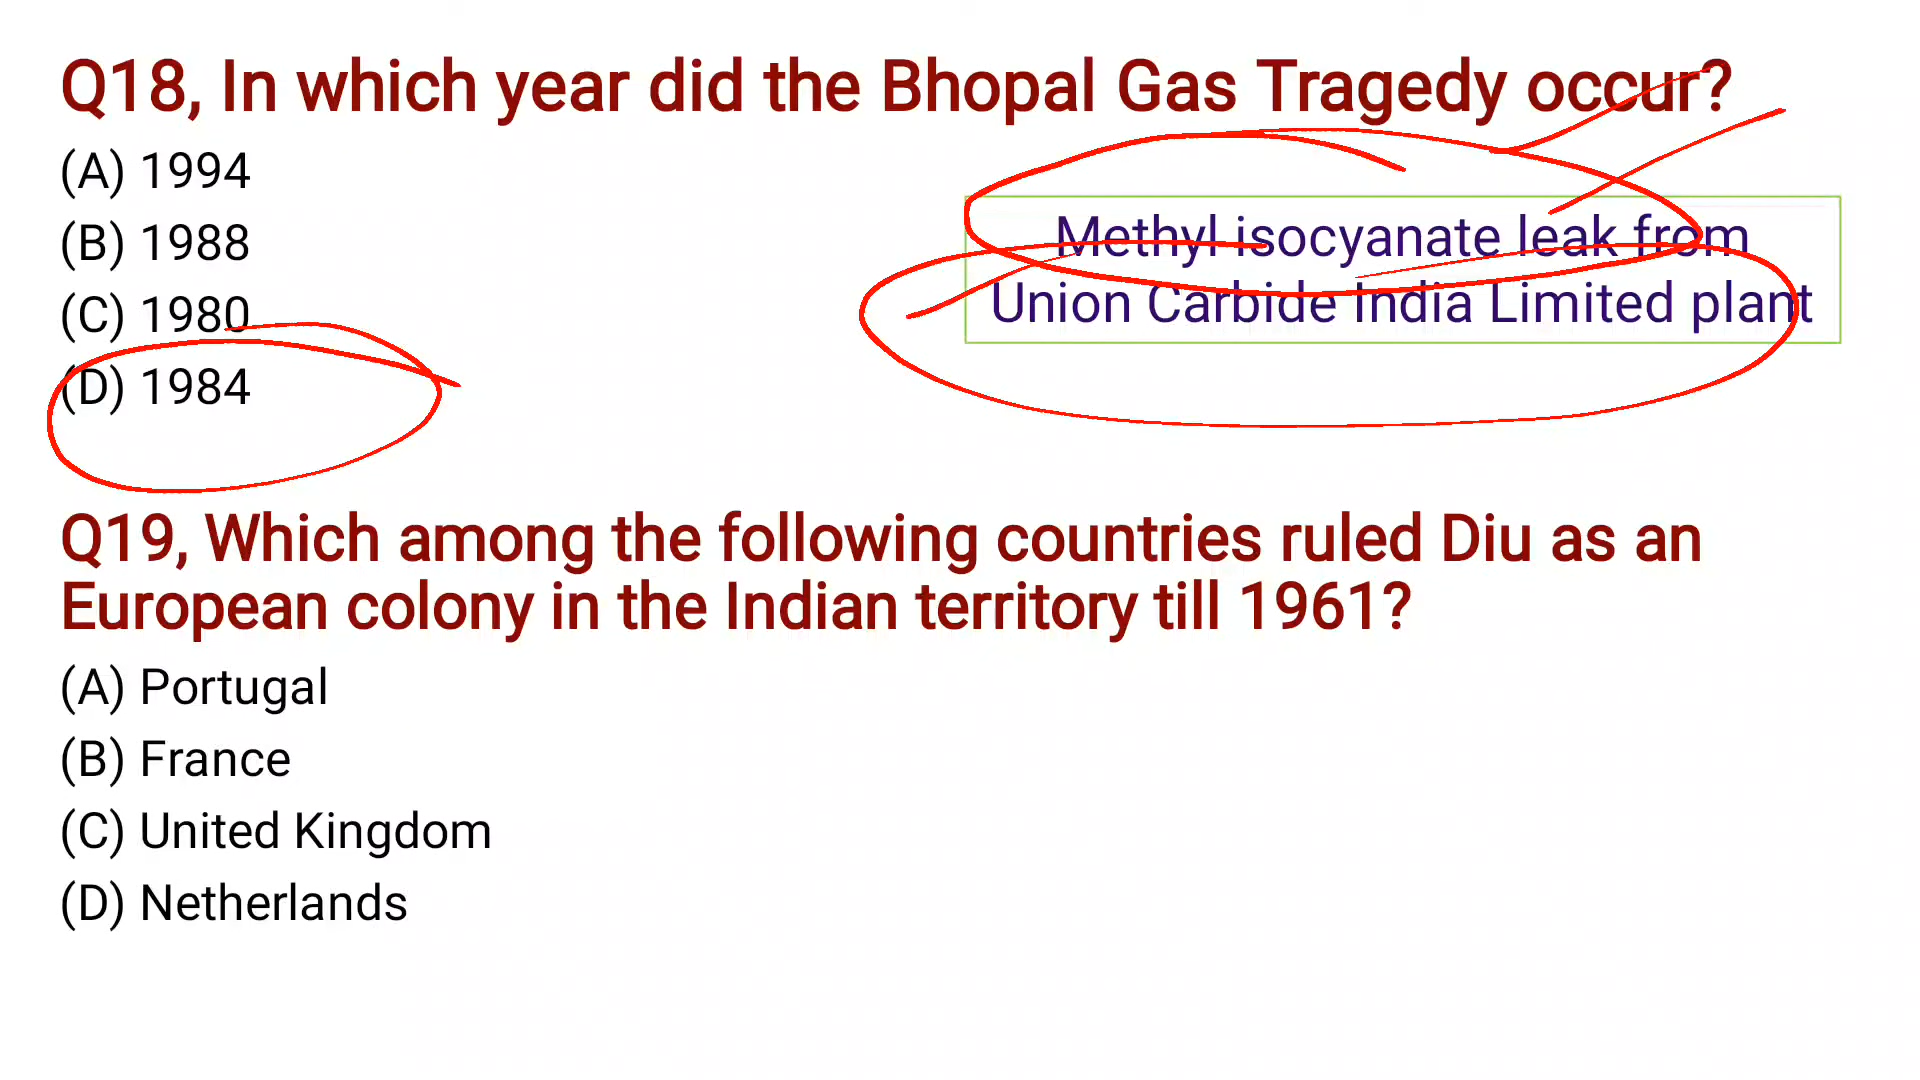 Q18, In which year did the Bhopal Gas Tragedy occur?
(A) 1994
(B) 1988
(C) 1980
(D) 1984
Methyl isocyanate leak from
Union Carbide India Limited plant
Q19, Which among the following countries ruled Diu as an
European colony in the Indian territory till 1961?
(A) Portugal
(B) France
(C) United Kingdom
(D) Netherlands